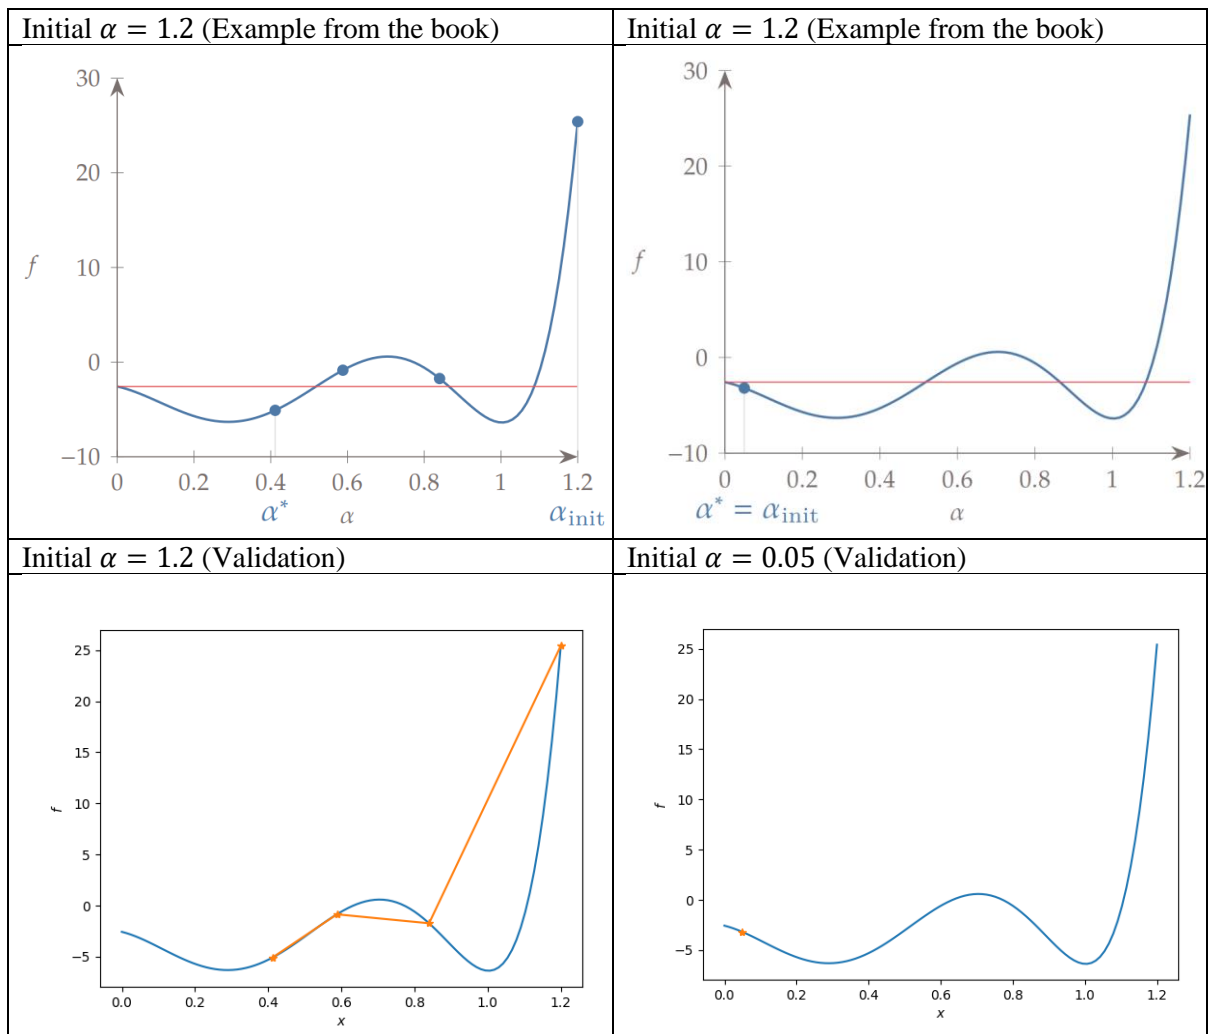 Initial 𝛼 = 1.2 (Example from the book)
30
20
f 10
0
−10
0 0.2 0.4 0.6 0.8 1 1.2
α* α αinit
Initial 𝛼 = 1.2 (Example from the book)
30
20
f 10
0
−10
0 0.2 0.4 0.6 0.8 1 1.2
α* = αinit α
Initial 𝛼 = 1.2 (Validation)
25
20
15
10
f
5
0
−5
0.0 0.2 0.4 0.6 0.8 1.0 1.2
x
Initial 𝛼 = 0.05 (Validation)
25
20
15
10
f
5
0
−5
0.0 0.2 0.4 0.6 0.8 1.0 1.2
x